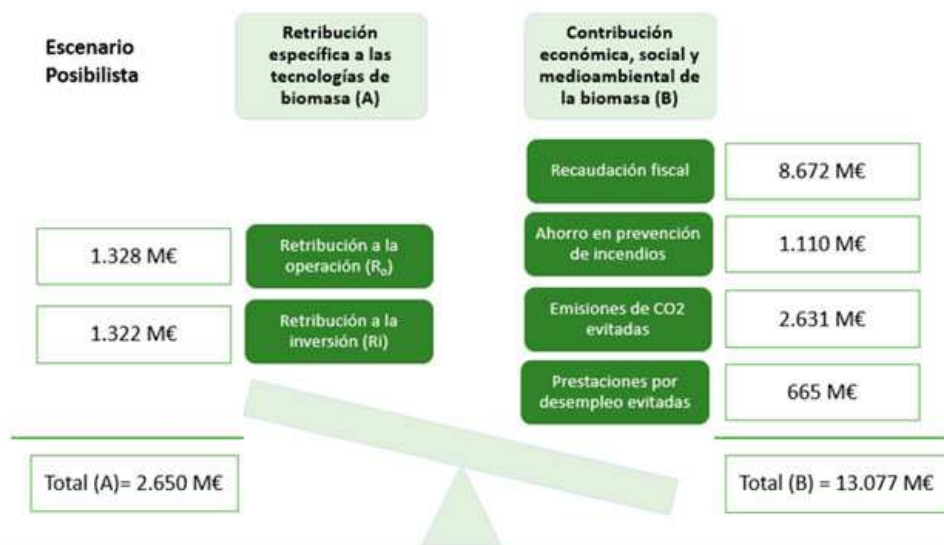 Escenario
Posibilista
Retribución
específica a las
tecnologías de
biomasa (A)
Contribución
económica, social y
medioambiental de
la biomasa (B)
Recaudación fiscal
8.672 M€
1.328 M€
Retribución a la
operación (Ro)
Ahorro en prevención
de incendios
1.110 M€
1.322 M€
Retribución a la
inversión (Ri)
Emisiones de CO2
evitadas
2.631 M€
Prestaciones por
desempleo evitadas
665 M€
Total (A)= 2.650 M€
Total (B) = 13.077 M€